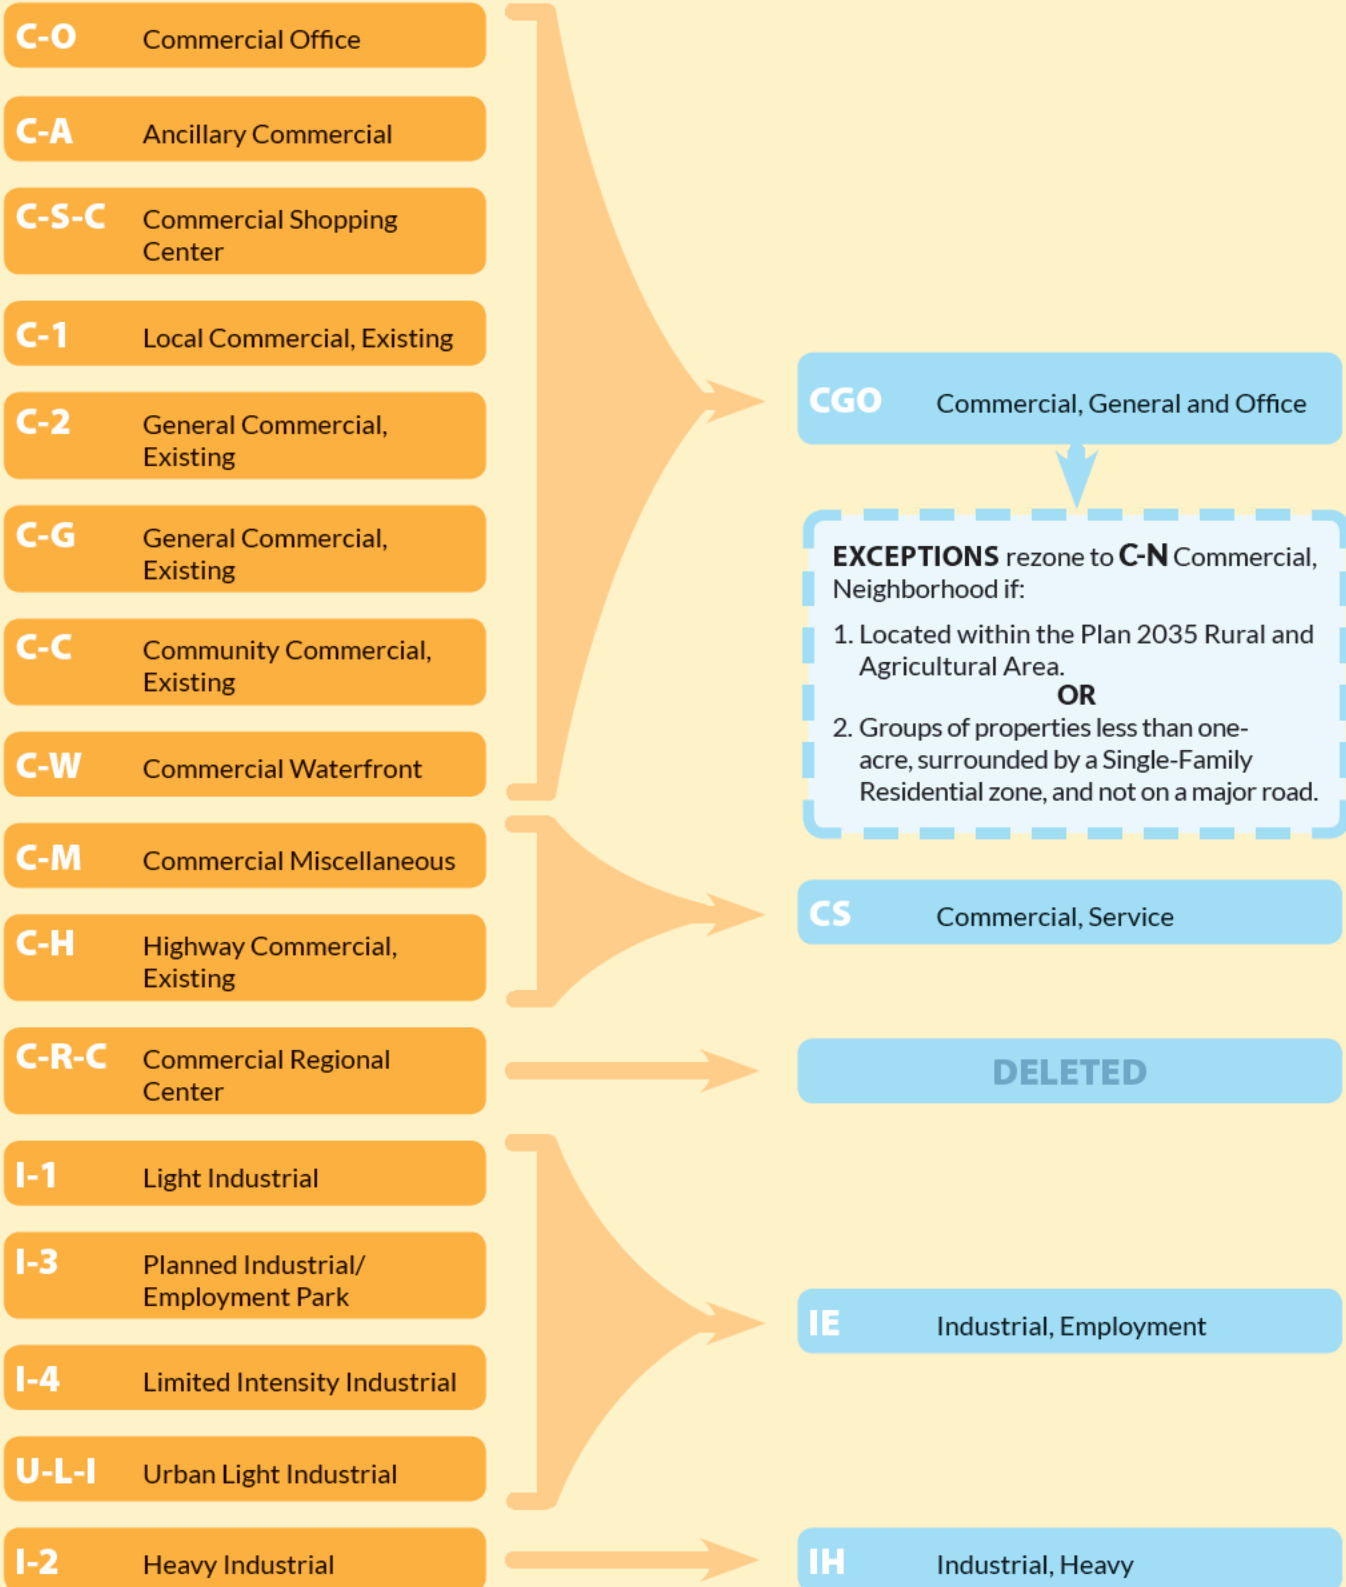 C-O Commercial Office
C-A Ancillary Commercial
C-S-C Commercial Shopping
Center
C-1 Local Commercial, Existing
C-2 General Commercial,
Existing
C-G General Commercial,
Existing
C-C Community Commercial,
Existing
C-W Commercial Waterfront
C-M Commercial Miscellaneous
C-H Highway Commercial,
Existing
C-R-C Commercial Regional
Center
I-1 Light Industrial
I-3 Planned Industrial/
Employment Park
I-4 Limited Intensity Industrial
U-L-I Urban Light Industrial
I-2 Heavy Industrial
CGO Commercial, General and Office
EXCEPTIONS rezone to C-N Commercial,
Neighborhood if:
1. Located within the Plan 2035 Rural and
Agricultural Area.
OR
2. Groups of properties less than one-
acre, surrounded by a Single-Family
Residential zone, and not on a major road.
CS Commercial, Service
DELETED
IE Industrial, Employment
IH Industrial, Heavy